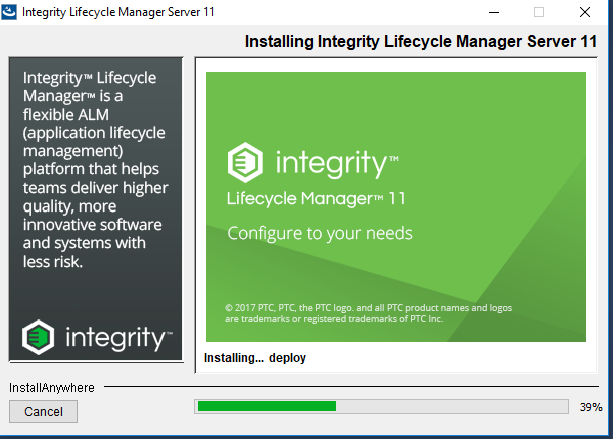 Integrity Lifecycle Manager Server 11
Installing Integrity Lifecycle Manager Server 11
Integrity™ Lifecycle
Manager™ is a
flexible ALM
(application lifecycle
management)
platform that helps
teams deliver higher
quality, more
innovative software
and systems with
less risk.
integrity™
integrity™
Lifecycle Manager™ 11
Configure to your needs
© 2017 PTC, PTC, the PTC logo. and all PTC product names and logos
are trademarks or registered trademarks of PTC Inc.
Installing... deploy
InstallAnywhere
Cancel
39%